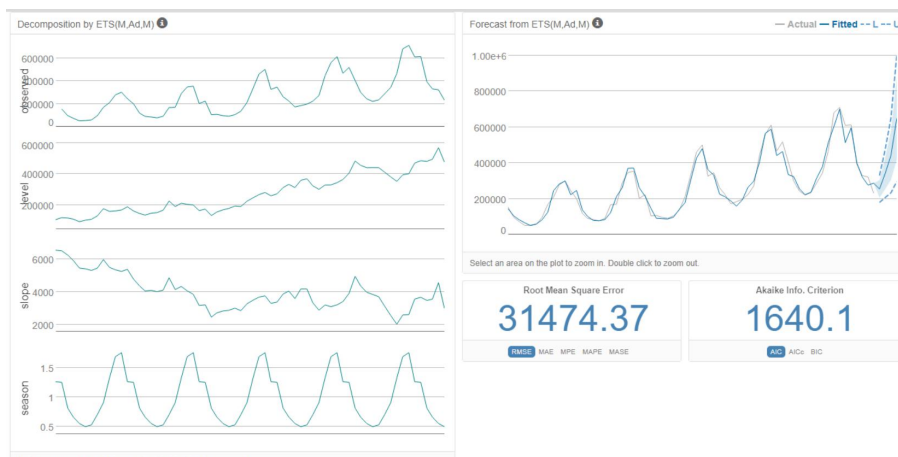 Decomposition by ETS(M,Ad,M)
observed
600000
400000
200000
0
level
600000
400000
200000
slope
6000
4000
2000
season
1.5
1
0.5
Forecast from ETS(M,Ad,M)
Actual Fitted L
1.00e+6
800000
600000
400000
200000
0
Select an area on the plot to zoom in. Double click to zoom out.
Root Mean Square Error
31474.37
RMSE MAE MPE MAPE MASE
Akaike Info. Criterion
1640.1
AIC AICc BIC